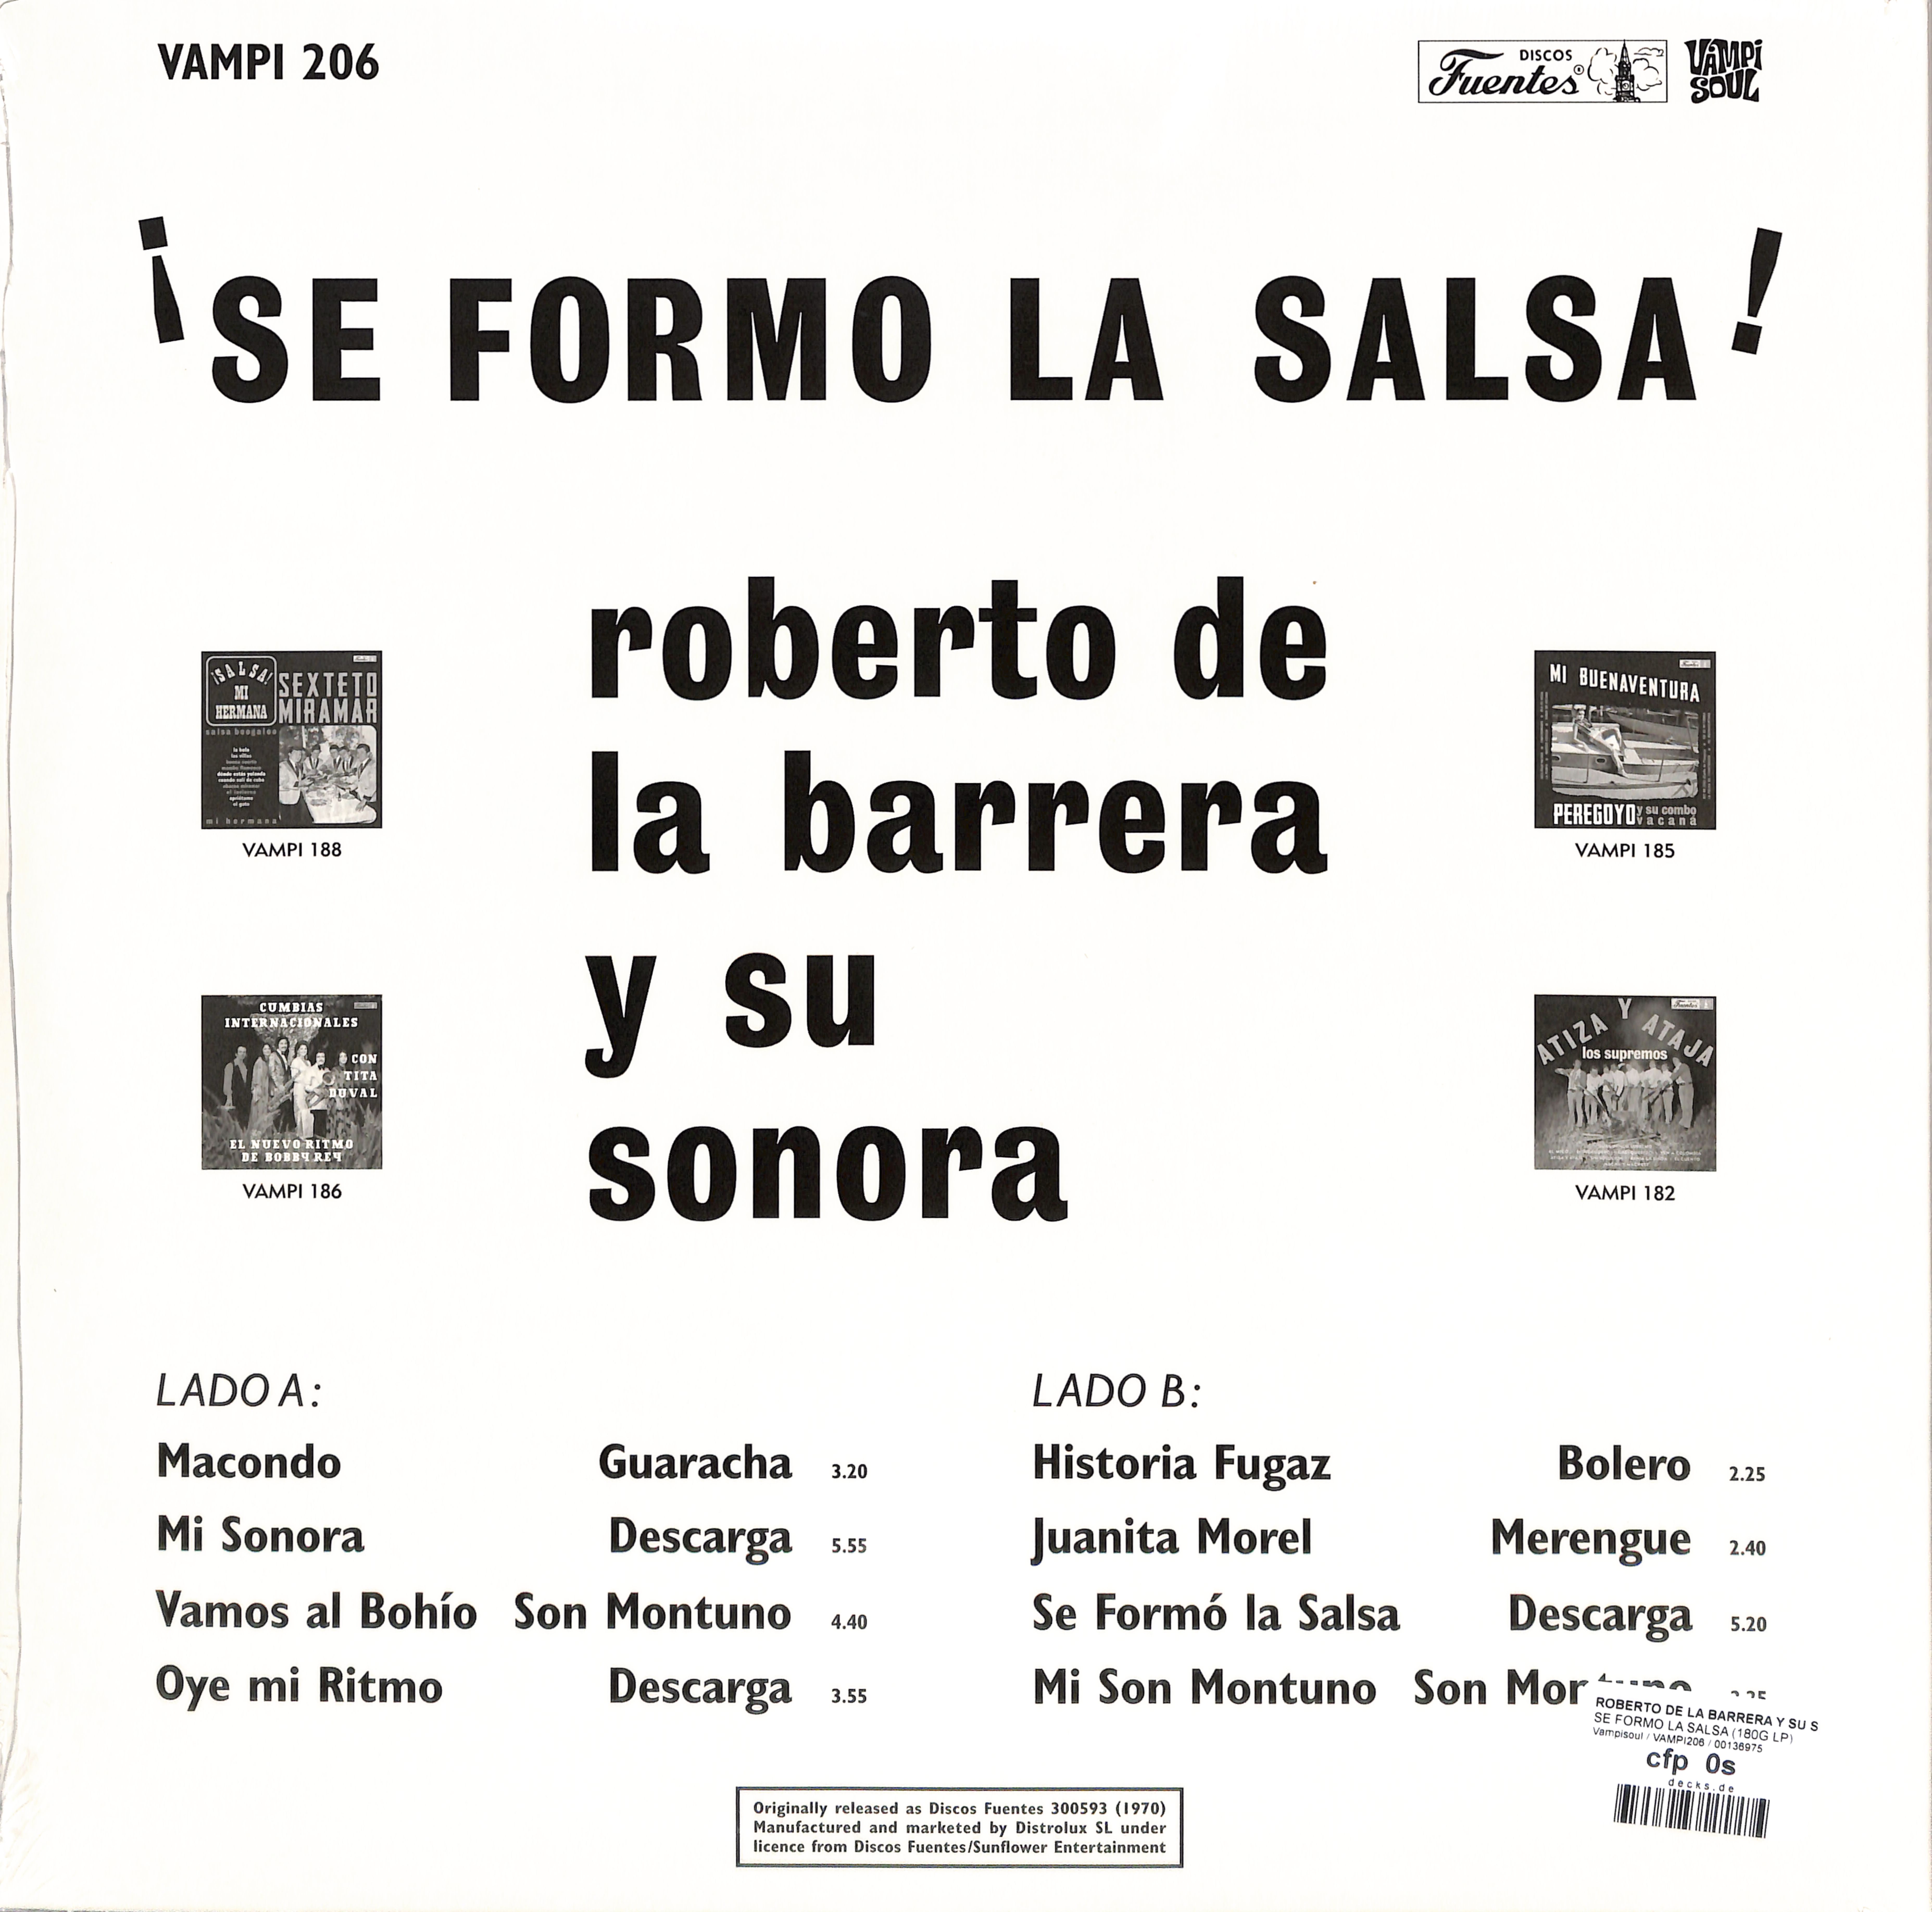 VAMPI 206
DISCOS
Fuentes®
VAMPI
SOUL
¡SE FORMO LA SALSA!
roberto de
la barrera
y su
sonora
¡SALSA!
MI
HERMANA
SEXTETO
MIRAMAR
salsa boogaloo
mi hermana
VAMPI 188
MI BUENAVENTURA
PEREGOYO y su combo
vacaná
VAMPI 185
CUMBIAS
INTERNACIONALES
CON
TITA
DUVAL
EL NUEVO RITMO
DE BOBBY REY
VAMPI 186
ATIZA Y ATAJA
los supremos
VAMPI 182
LADO A:
Macondo Guaracha 3.20
Mi Sonora Descarga 5.55
Vamos al Bohío Son Montuno 4.40
Oye mi Ritmo Descarga 3.55
LADO B:
Historia Fugaz Bolero 2.25
Juanita Morel Merengue 2.40
Se Formó la Salsa Descarga 5.20
Mi Son Montuno Son Montuno
ROBERTO DE LA BARRERA Y SU S
SE FORMO LA SALSA (180G LP)
Vampisoul / VAMPI206 / 00136975
cfp 0s
decks.de
Originally released as Discos Fuentes 300593 (1970)
Manufactured and marketed by Distrolux SL under
licence from Discos Fuentes/Sunflower Entertainment